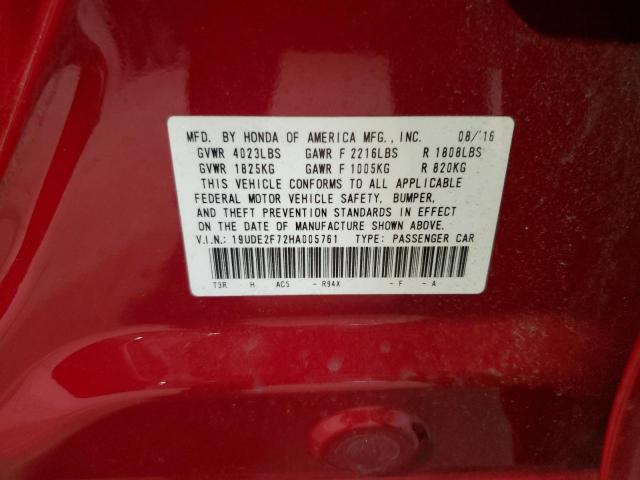 MFD. BY HONDA OF AMERICA MFG., INC. 08/'16
GVWR 4023LBS GAWR F 2216LBS R 1808LBS
GVWR 1825KG GAWR F 1005KG R 820KG
THIS VEHICLE CONFORMS TO ALL APPLICABLE
FEDERAL MOTOR VEHICLE SAFETY, BUMPER,
AND THEFT PREVENTION STANDARDS IN EFFECT
ON THE DATE OF MANUFACTURE SHOWN ABOVE.
V.I.N.: 19UDE2F72HA005761 TYPE: PASSENGER CAR
T3R H AC5 - R94X - F - A